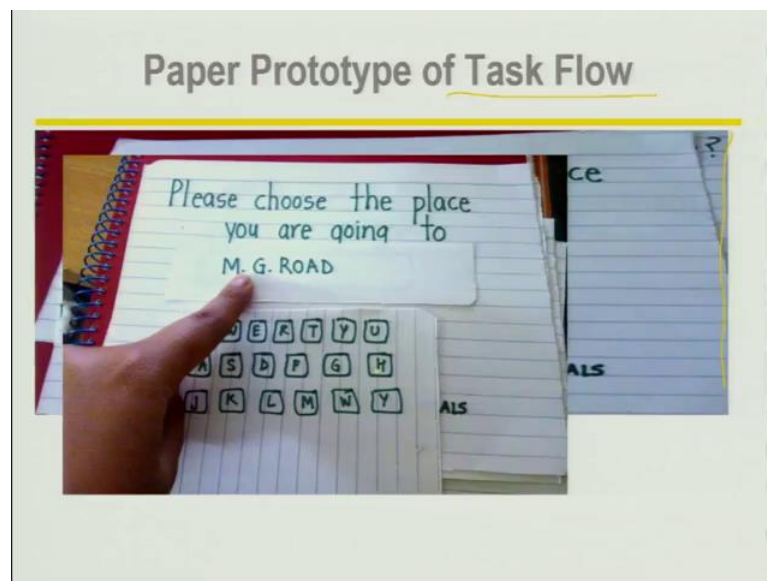 Paper Prototype of Task Flow
?.
ce
Please choose the place
you are going to
M. G. ROAD
W E R T Y U
A S D F G H
ALS
J K L M W Y
ALS